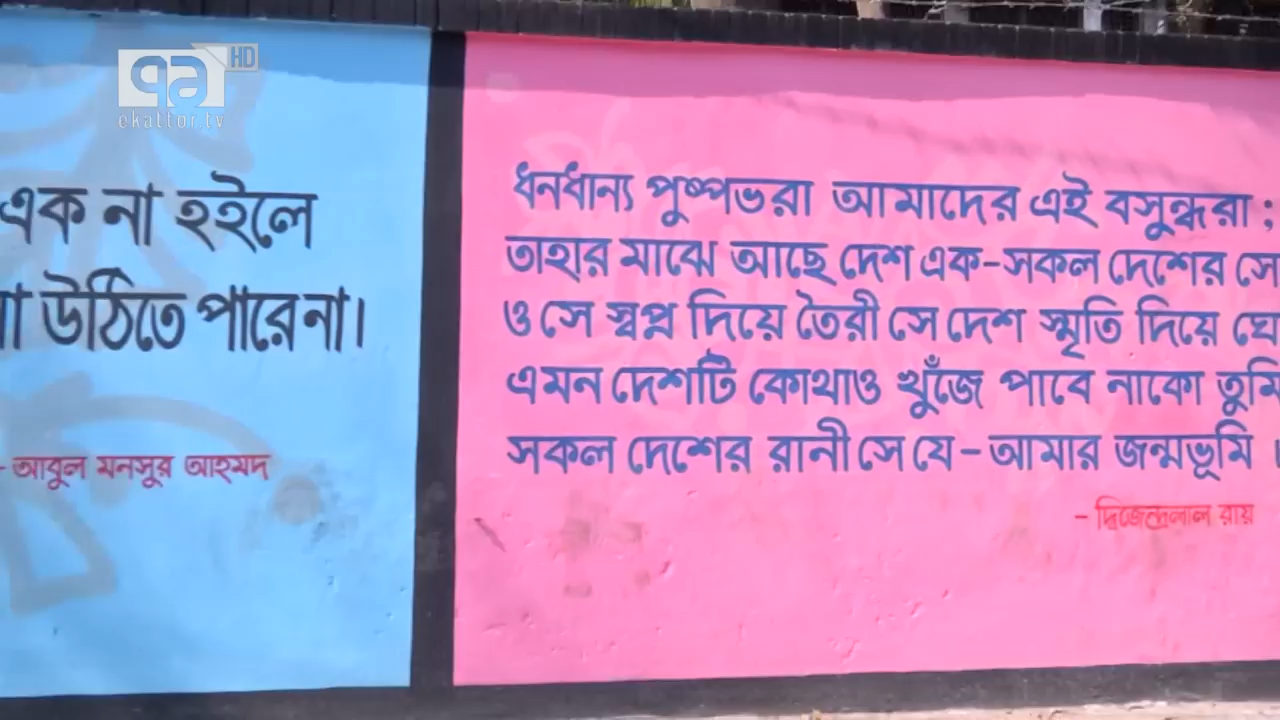 HD
ekattor.tv
এক না হইলে
উঠিতে পারে না।
- আবুল মনসুর আহমদ
ধনধান্য পুষ্পভরা আমাদের এই বসুন্ধরা ;
তাহার মাঝে আছে দেশ এক-সকল দেশের সে
ও সে স্বপ্ন দিয়ে তৈরী সে দেশ স্মৃতি দিয়ে ঘে
এমন দেশটি কোথাও খুঁজে পাবে নাকো তুমি
সকল দেশের রানী সে যে - আমার জন্মভূমি ।
- দ্বিজেন্দ্রলাল রায়